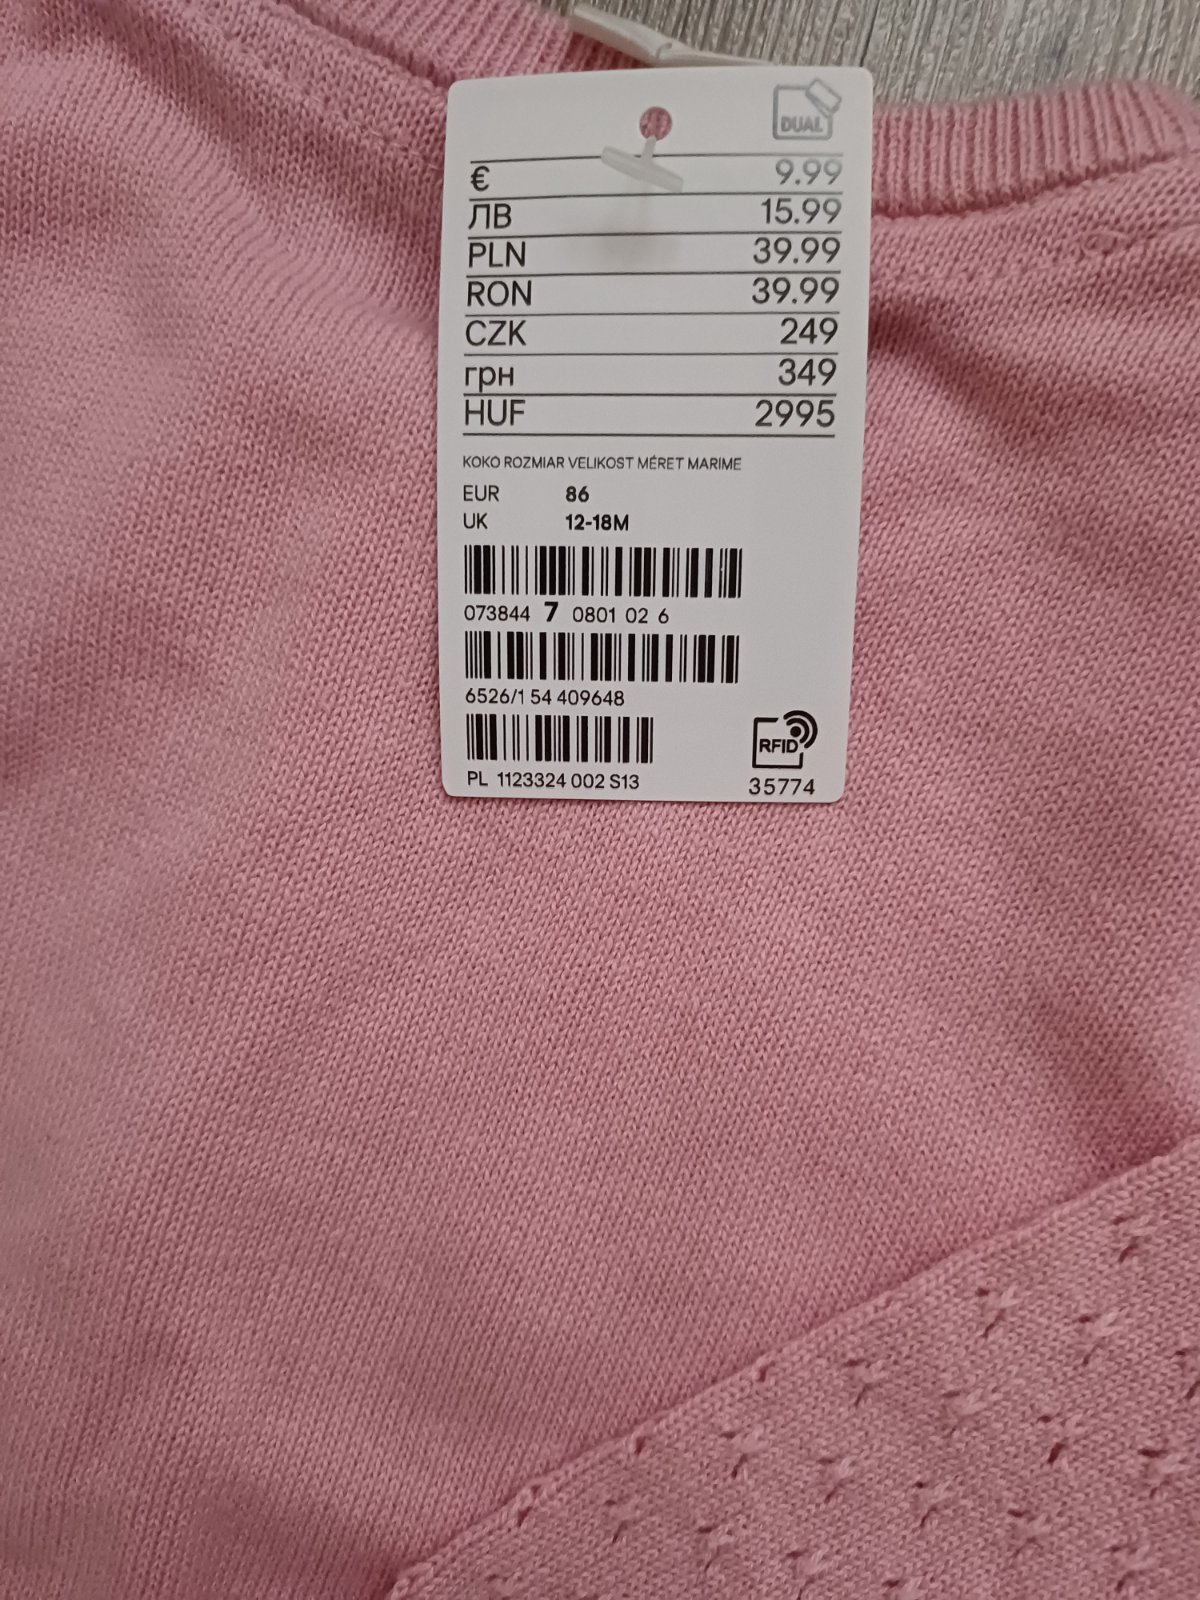 DUAL
€ 9.99
ЛВ 15.99
PLN 39.99
RON 39.99
CZK 249
грн 349
HUF 2995
KOKO ROZMIAR VELIKOST MÉRET MARIME
EUR 86
UK 12-18M
073844 7 0801 02 6
6526/1 54 409648
RFID
PL 1123324 002 S13 35774